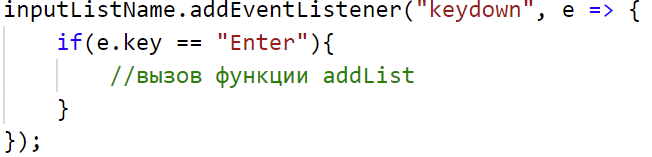 inputListName.addEventListener("keydown", e => {
    if(e.key == "Enter"){
        //вызов функции addList
    }
});